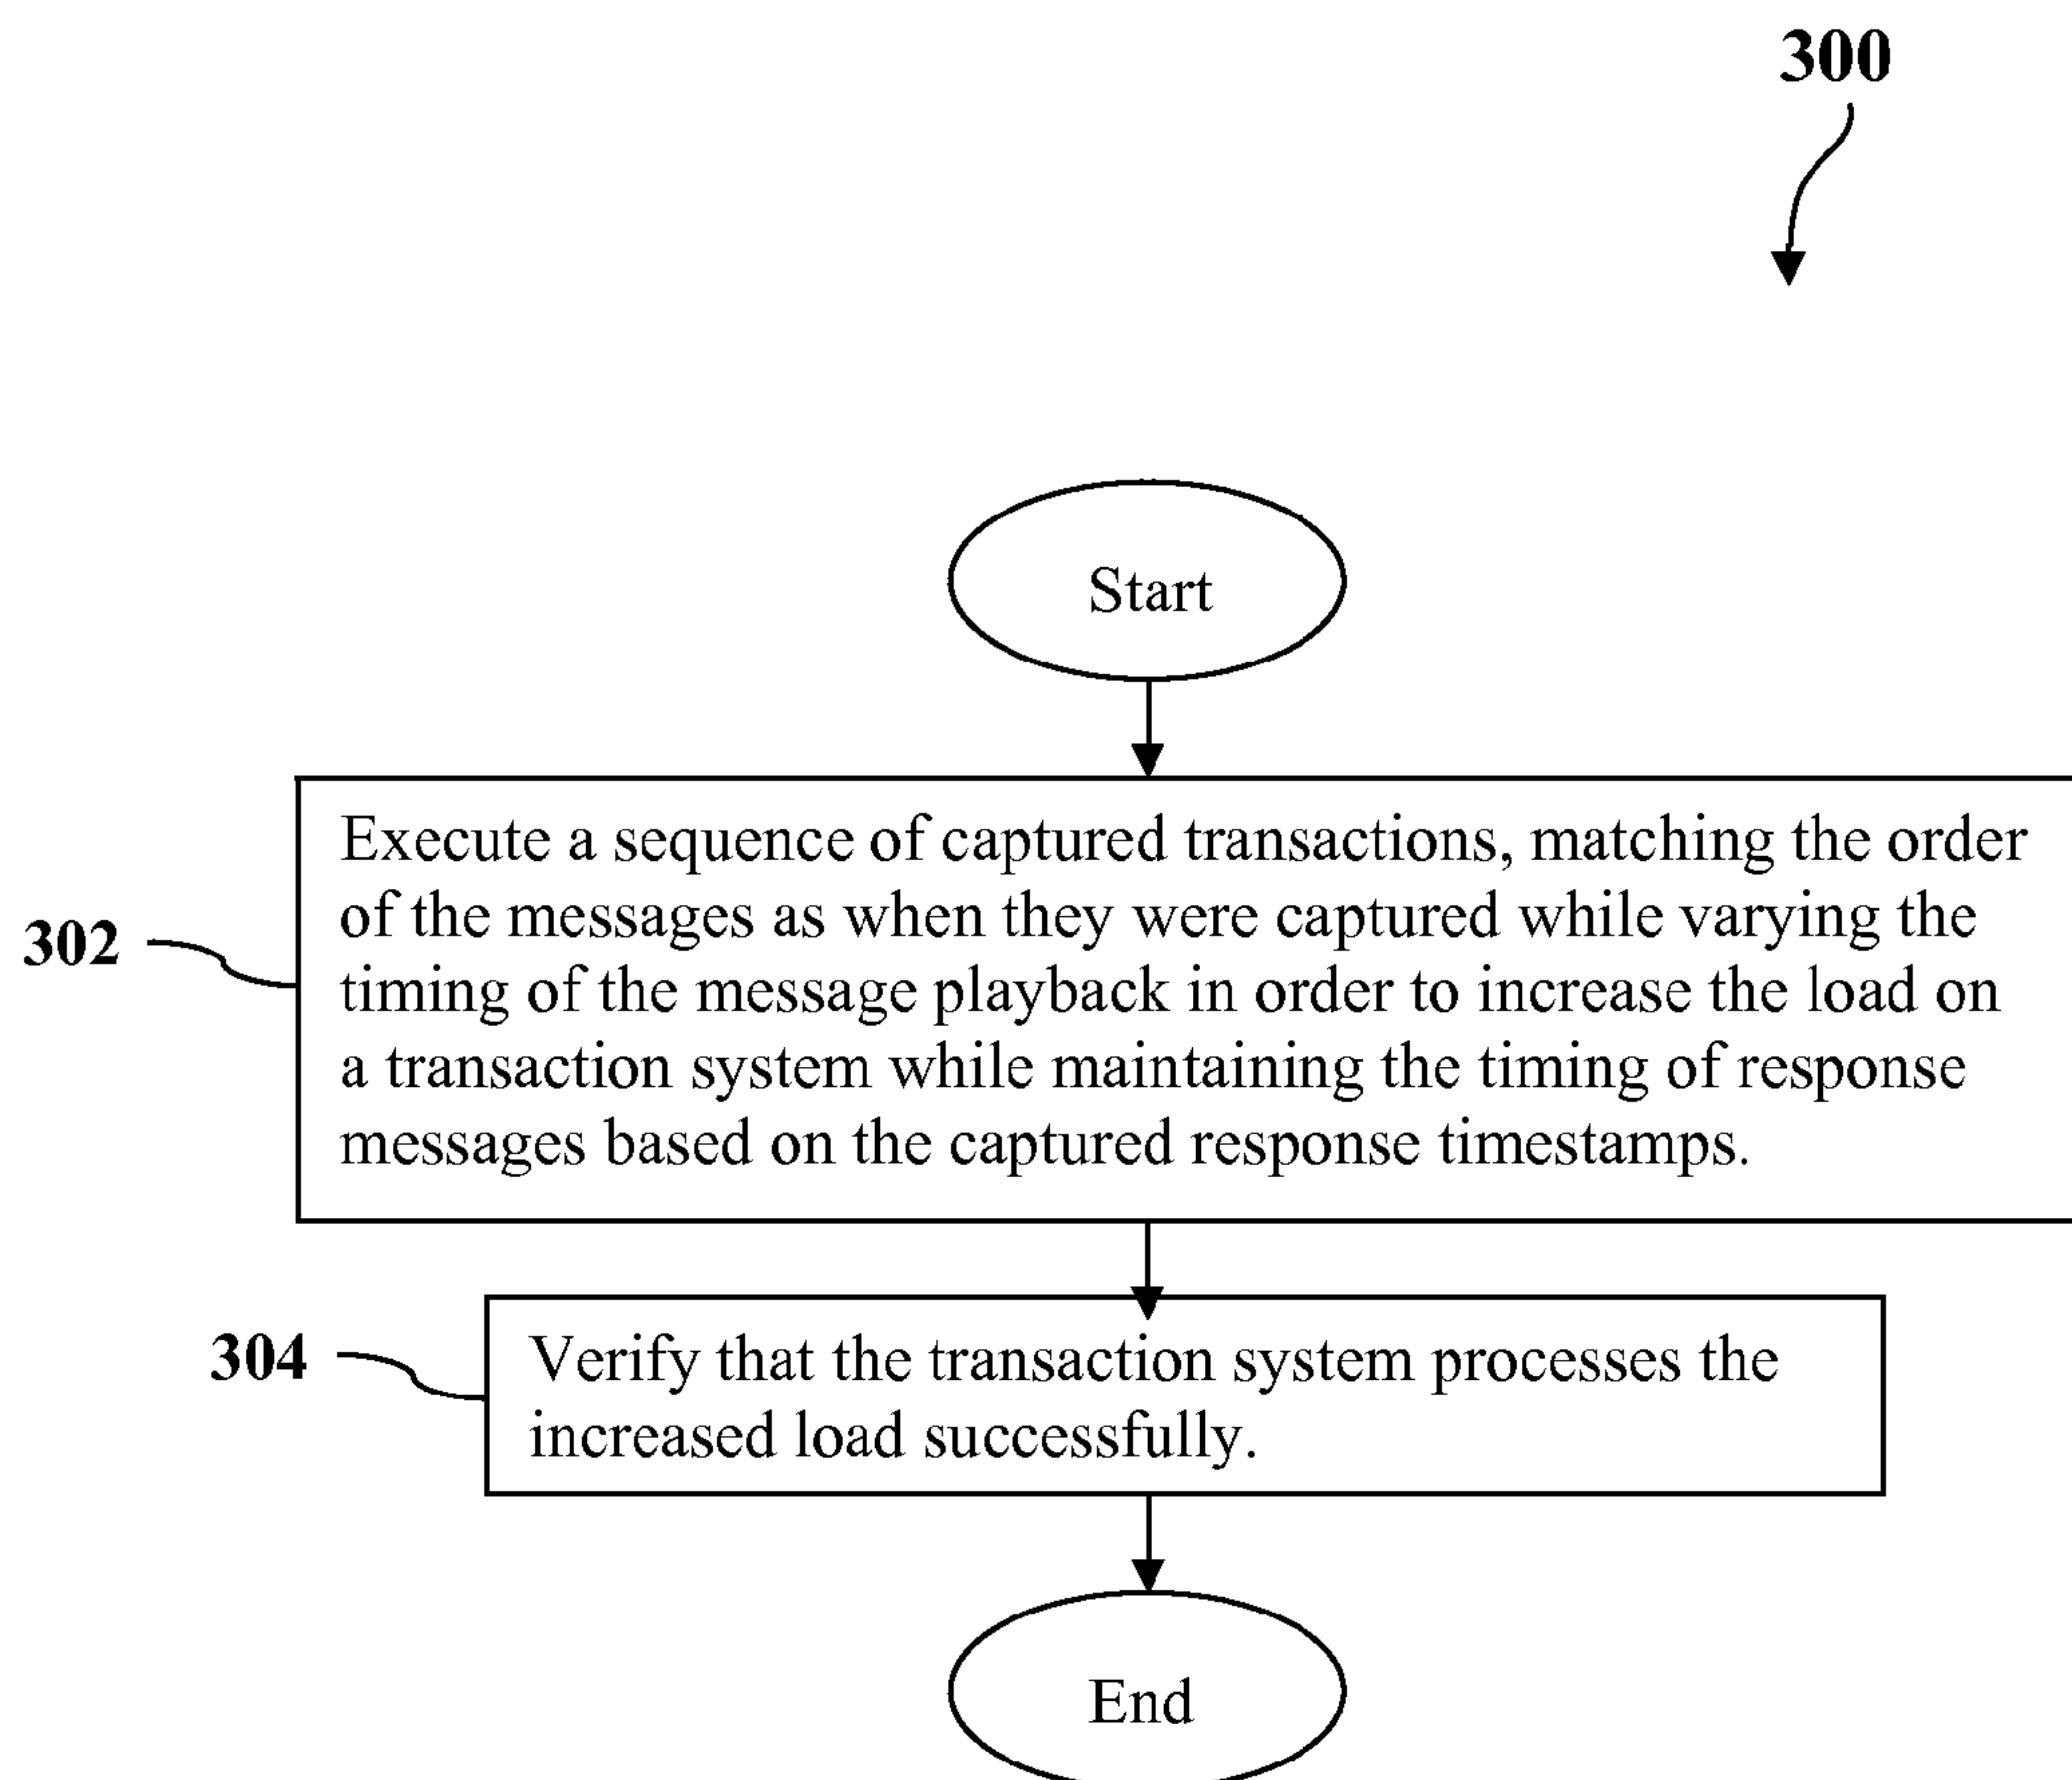 300
Start
302
Execute a sequence of captured transactions, matching the order
of the messages as when they were captured while varying the
timing of the message playback in order to increase the load on
a transaction system while maintaining the timing of response
messages based on the captured response timestamps.
304
Verify that the transaction system processes the
increased load successfully.
End